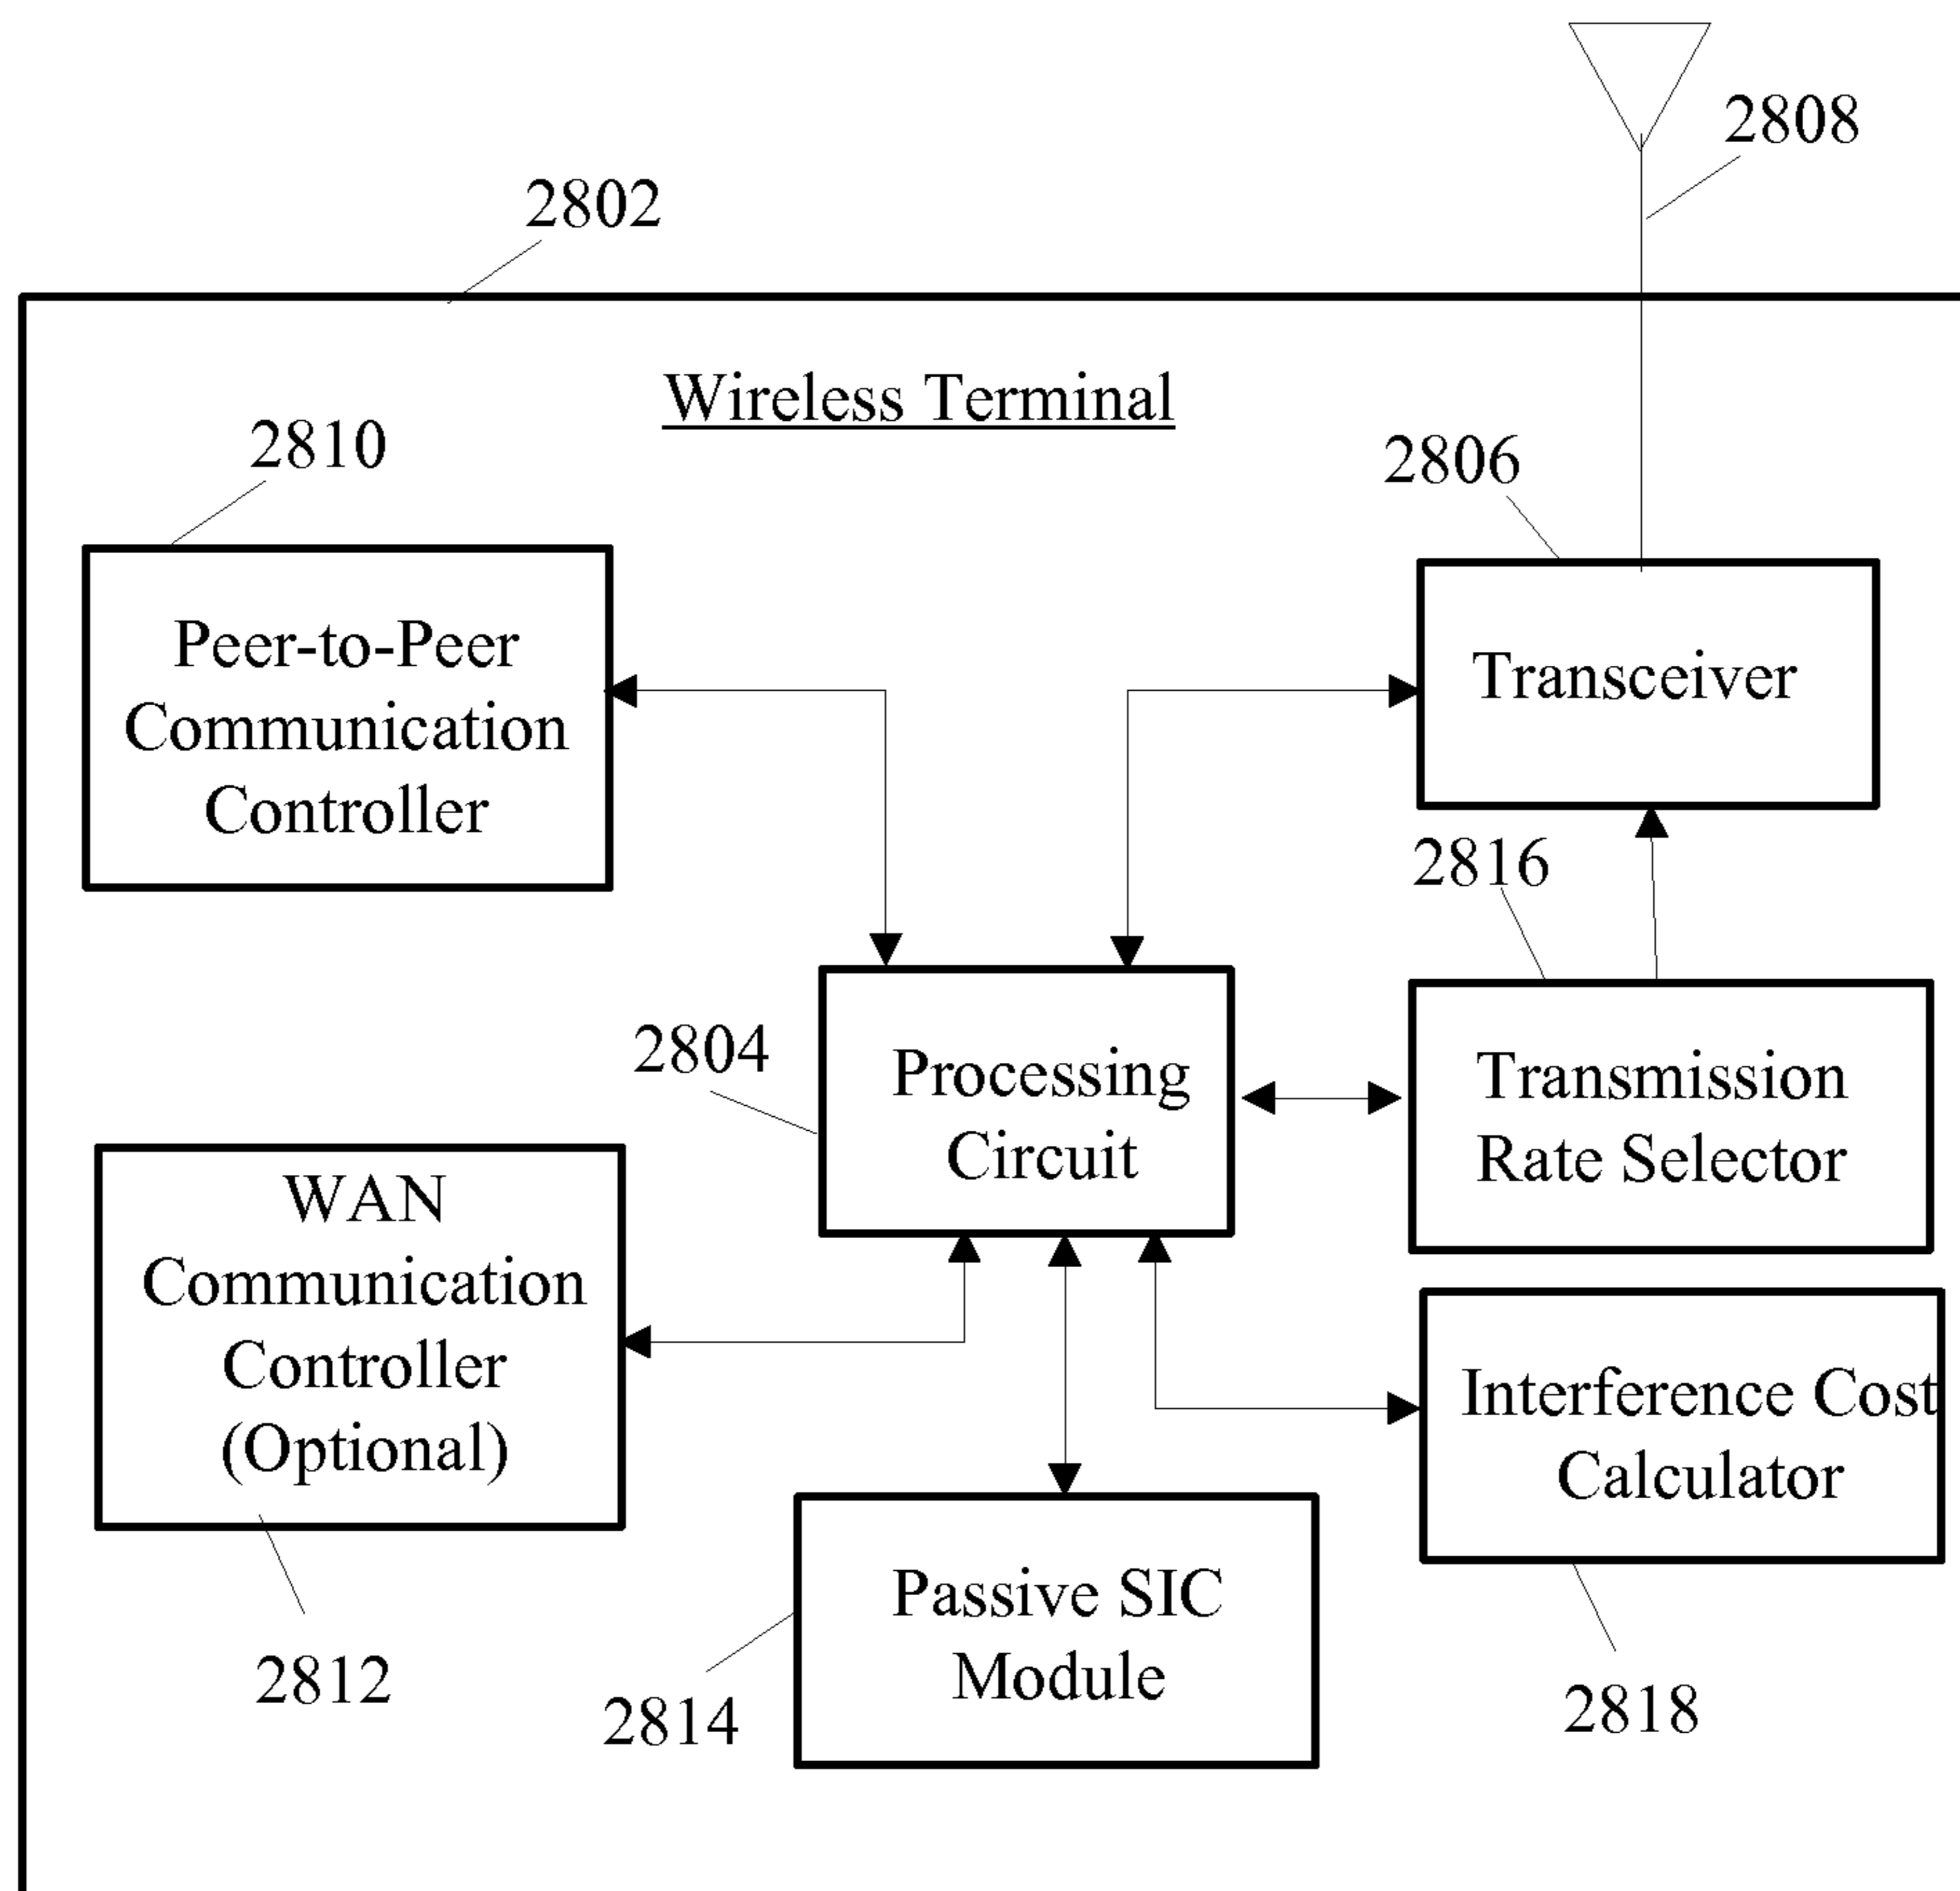 2808
2802
Wireless Terminal
2810
2806
Peer-to-Peer
Communication
Controller
Transceiver
2816
2804
Processing
Circuit
Transmission
Rate Selector
WAN
Communication
Controller
(Optional)
Interference Cost
Calculator
Passive SIC
Module
2812
2814
2818